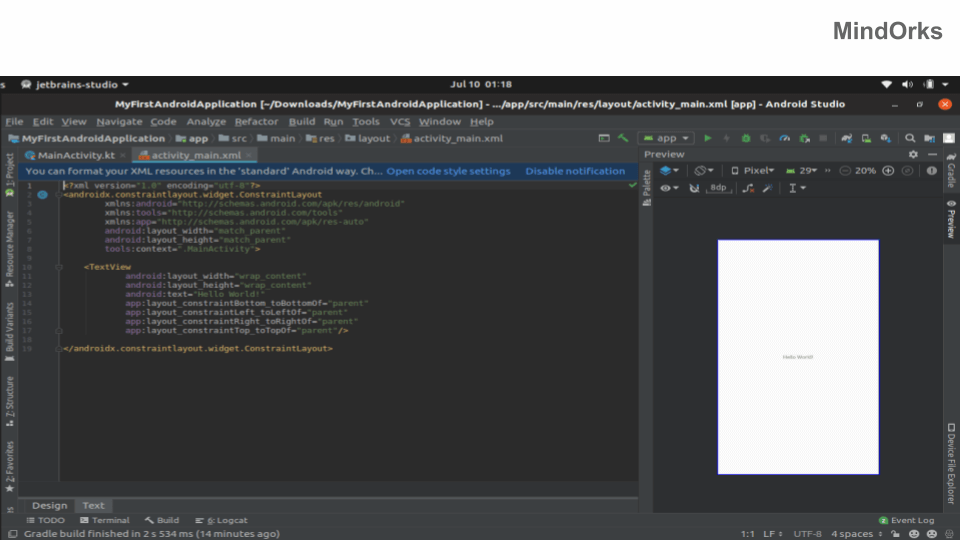 MindOrks
s jetbrains-studio Jul 10 01:18
MyFirstAndroidApplication [~/Downloads/MyFirstAndroidApplication] - .../app/src/main/res/layout/activity_main.xml [app] - Android Studio
File Edit View Navigate Code Analyze Refactor Build Run Tools VCS Window Help
MyFirstAndroidApplication app src main res layout activity_main.xml app
MainActivity.kt activity_main.xml Preview
You can format your XML resources in the 'standard' Android way. Ch... Open code style settings Disable notification
Pixel 29 20%
8dp
1 <?xml version="1.0" encoding="utf-8"?>
2 <androidx.constraintlayout.widget.ConstraintLayout
3 xmlns:android="http://schemas.android.com/apk/res/android"
4 xmlns:tools="http://schemas.android.com/tools"
5 xmlns:app="http://schemas.android.com/apk/res-auto"
6 android:layout_width="match_parent"
7 android:layout_height="match_parent"
8 tools:context=".MainActivity">
9
10 <TextView
11 android:layout_width="wrap_content"
12 android:layout_height="wrap_content"
13 android:text="Hello World!"
14 app:layout_constraintBottom_toBottomOf="parent"
15 app:layout_constraintLeft_toLeftOf="parent"
16 app:layout_constraintRight_toRightOf="parent"
17 app:layout_constraintTop_toTopOf="parent"/>
18
19 </androidx.constraintlayout.widget.ConstraintLayout>
1: Project
Resource Manager
Build Variants
7: Structure
2: Favorites
Palette
Hello World!
Gradle
Preview
Device File Explorer
Design Text
TODO Terminal Build 6: Logcat 2 Event Log
Gradle build finished in 2 s 534 ms (14 minutes ago) 1:1 LF UTF-8 4 spaces